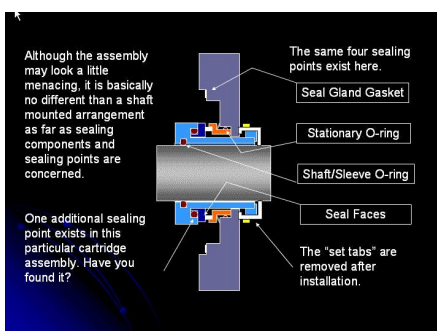 Although the assembly
may look a little
menacing, it is basically
no different than a shaft
mounted arrangement
as far as sealing
components and
sealing points are
concerned.
One additional sealing
point exists in this
particular cartridge
assembly. Have you
found it?
The same four sealing
points exist here.
Seal Gland Gasket
Stationary O-ring
Shaft/Sleeve O-ring
Seal Faces
The “set tabs” are
removed after
installation.